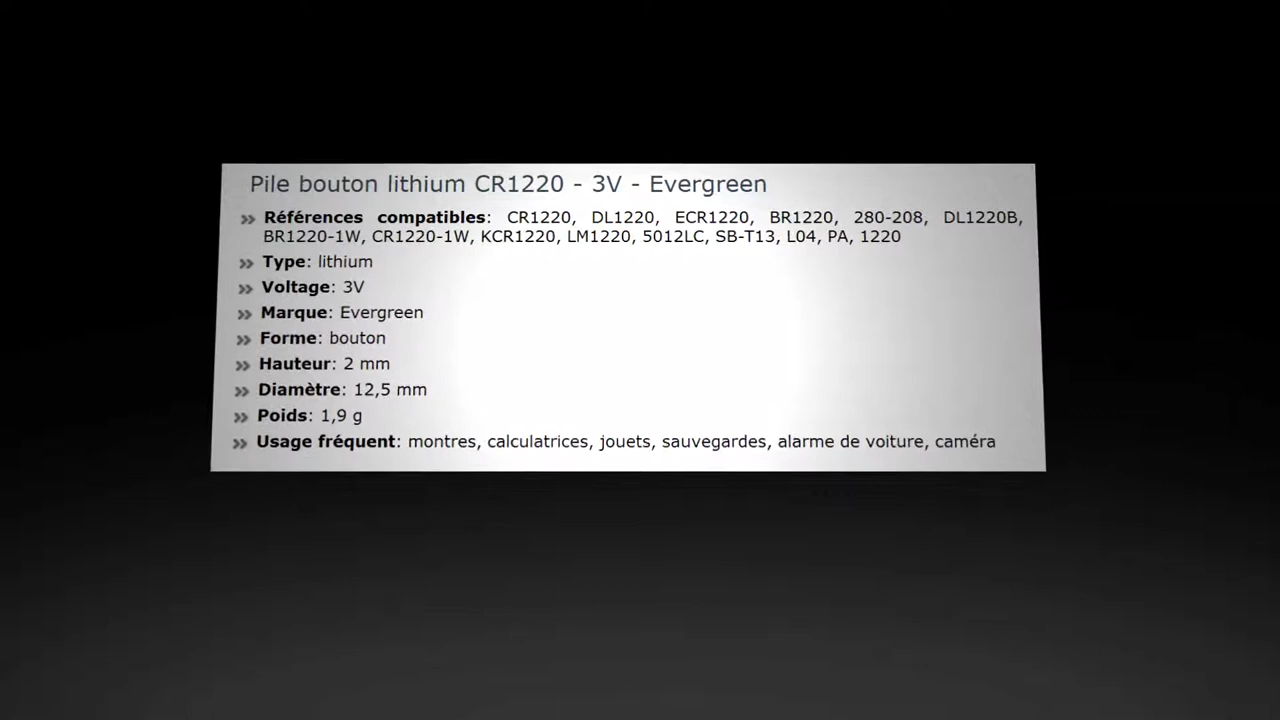 Pile bouton lithium CR1220 - 3V - Evergreen
Références compatibles: CR1220, DL1220, ECR1220, BR1220, 280-208, DL1220B,
BR1220-1W, CR1220-1W, KCR1220, LM1220, 5012LC, SB-T13, L04, PA, 1220
Type: lithium
Voltage: 3V
Marque: Evergreen
Forme: bouton
Hauteur: 2 mm
Diamètre: 12,5 mm
Poids: 1,9 g
Usage fréquent: montres, calculatrices, jouets, sauvegardes, alarme de voiture, caméra